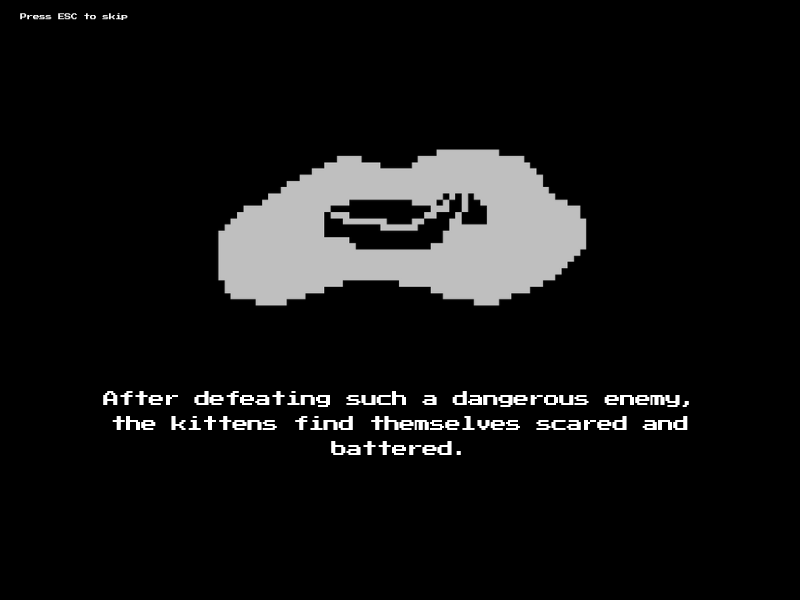 Press ESC to skip
After defeating such a dangerous enemy,
the kittens find themselves scared and
battered.